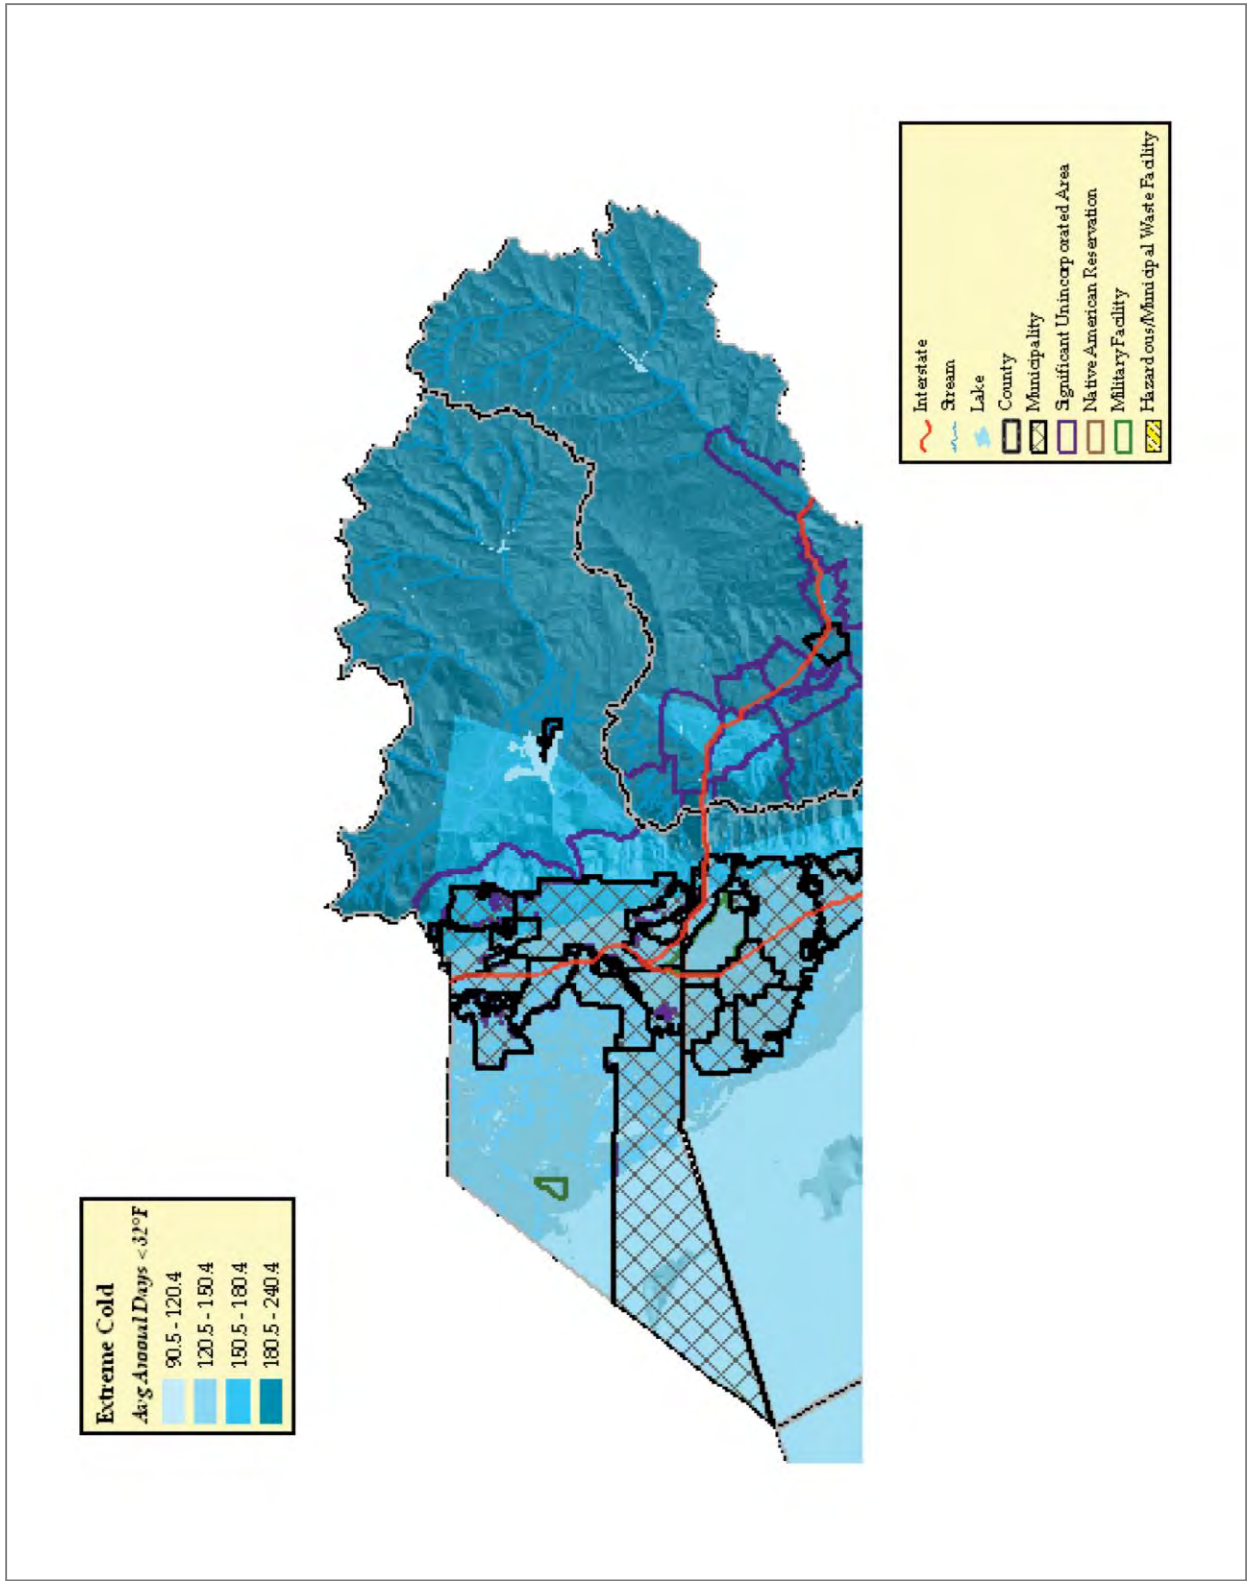 Extreme Cold
Avg Annual Days < 32°F
90.5 - 120.4
120.5 - 150.4
150.5 - 180.4
180.5 - 240.4
Interstate
Stream
Lake
County
Municipality
Significant Unincorporated Area
Native American Reservation
Military Facility
Hazardous/Municipal Waste Facility